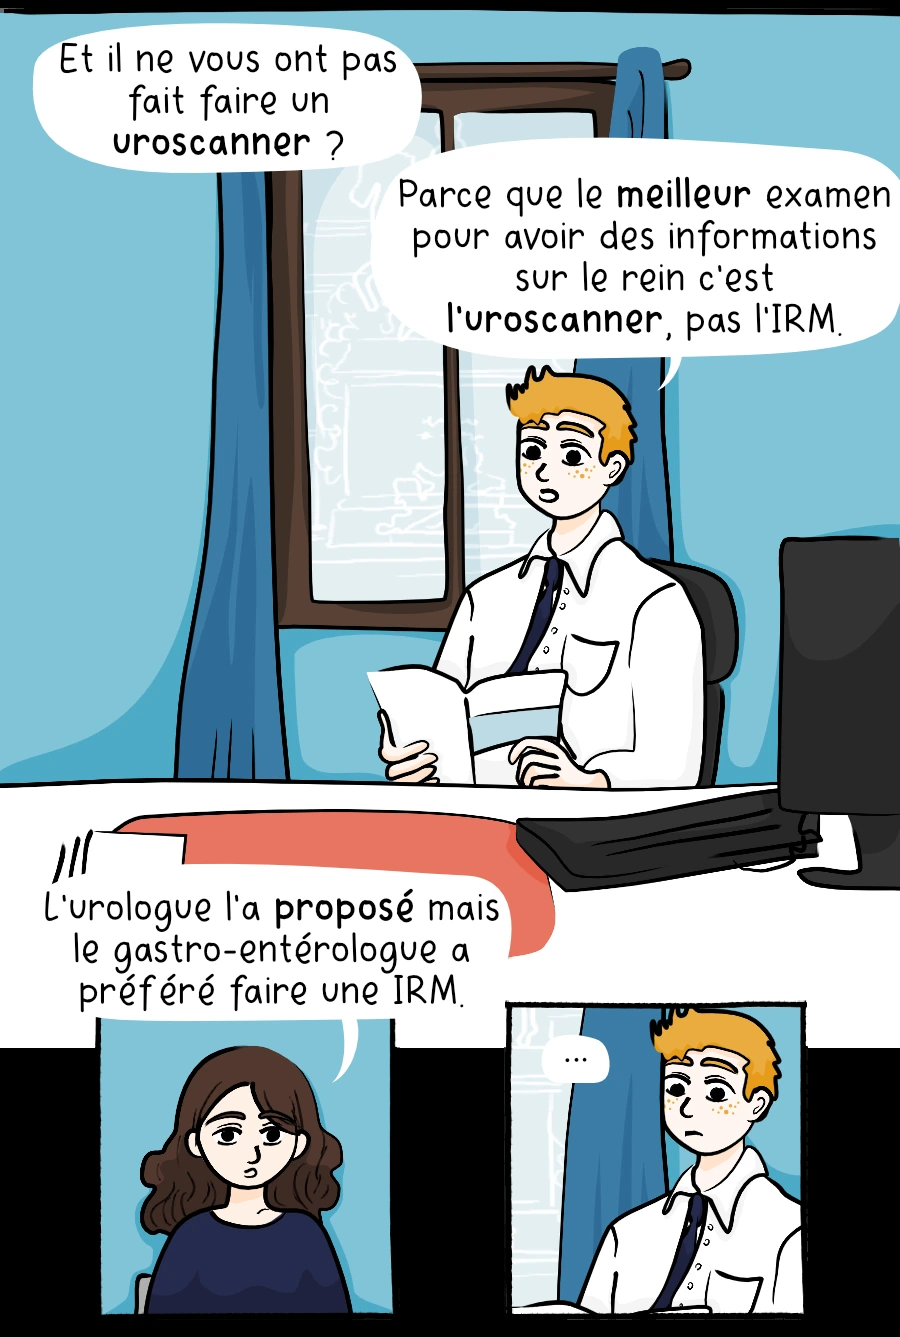 Et il ne vous ont pas
fait faire un
uroscanner ?
Parce que le meilleur examen
pour avoir des informations
sur le rein c'est
l'uroscanner, pas l'IRM.
L'urologue l'a proposé mais
le gastro-entérologue a
préféré faire une IRM.
...